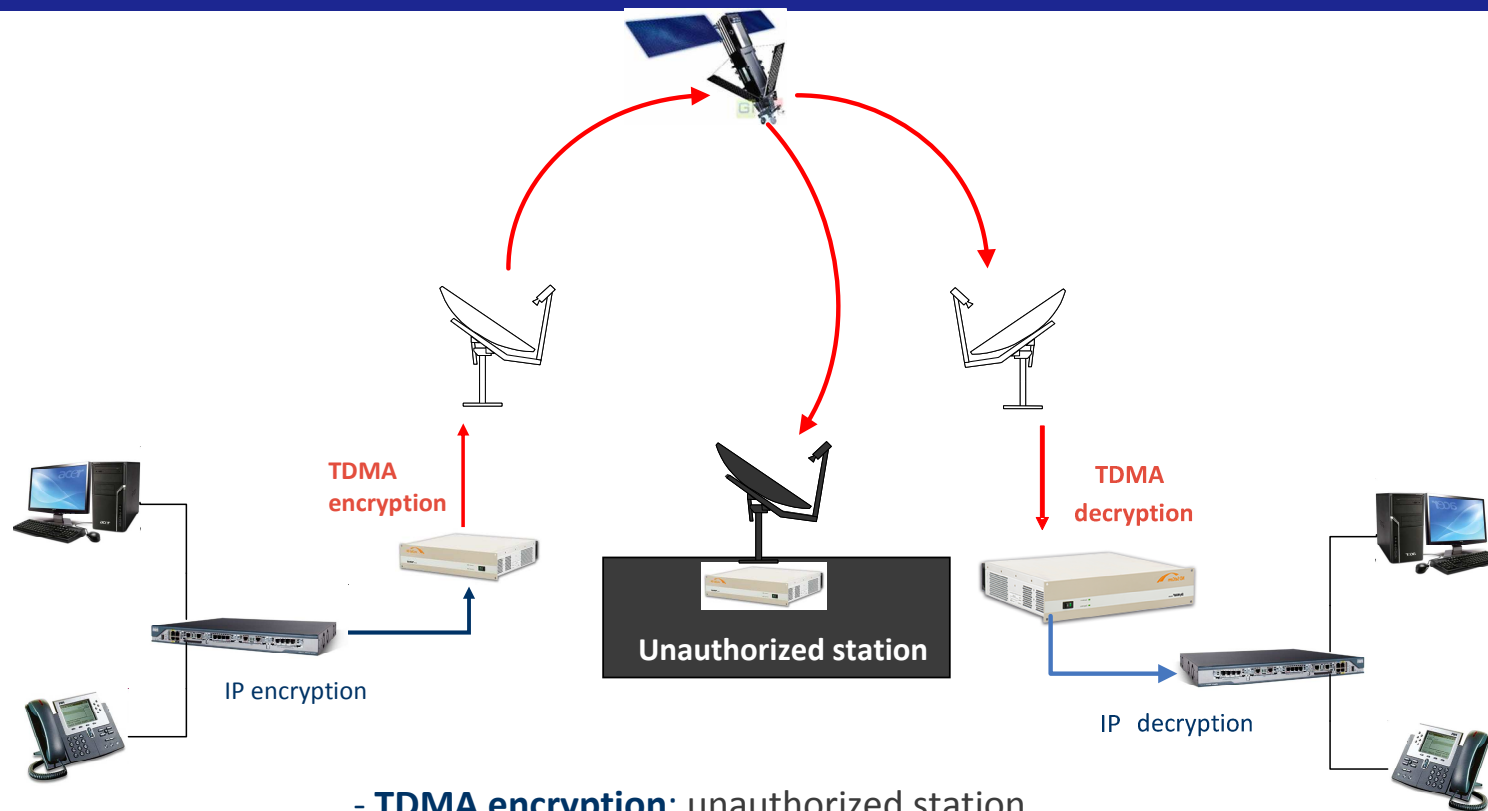 TDMA
encryption
TDMA
decryption
Unauthorized station
IP encryption
IP decryption
- TDMA encryption: unauthorized station